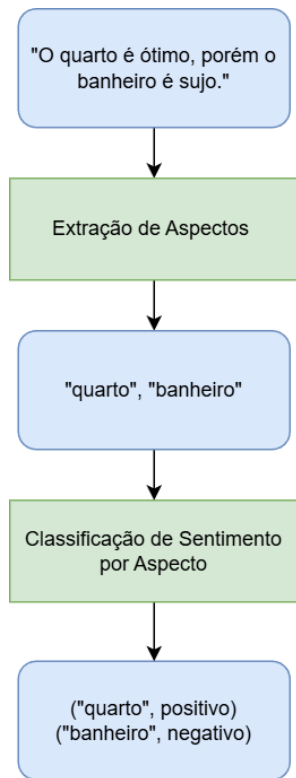 "O quarto é ótimo, porém o
banheiro é sujo."
Extração de Aspectos
"quarto", "banheiro"
Classificação de Sentimento
por Aspecto
("quarto", positivo)
("banheiro", negativo)